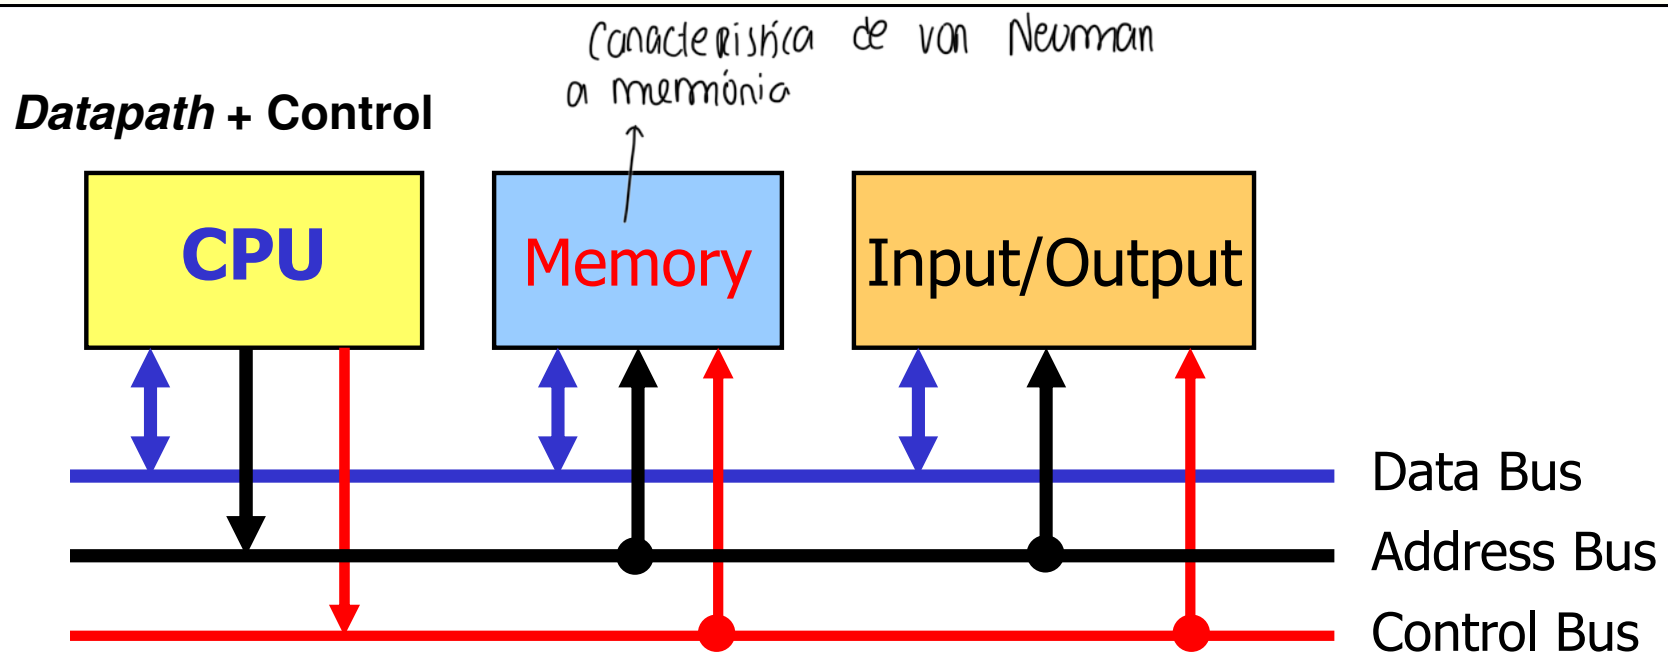 Caracteristica de von Neuman
a memória
Datapath + Control
CPU
Memory
Input/Output
Data Bus
Address Bus
Control Bus